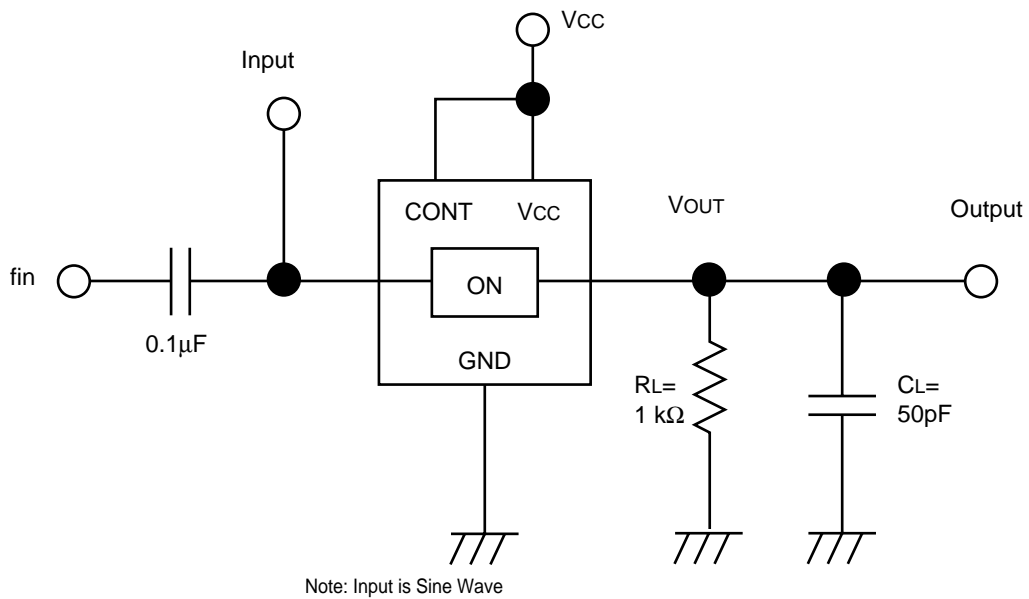 VCC
Input
CONT VCC
VOUT
Output
fin
ON
0.1μF
GND
RL=
1 kΩ
CL=
50pF
Note: Input is Sine Wave